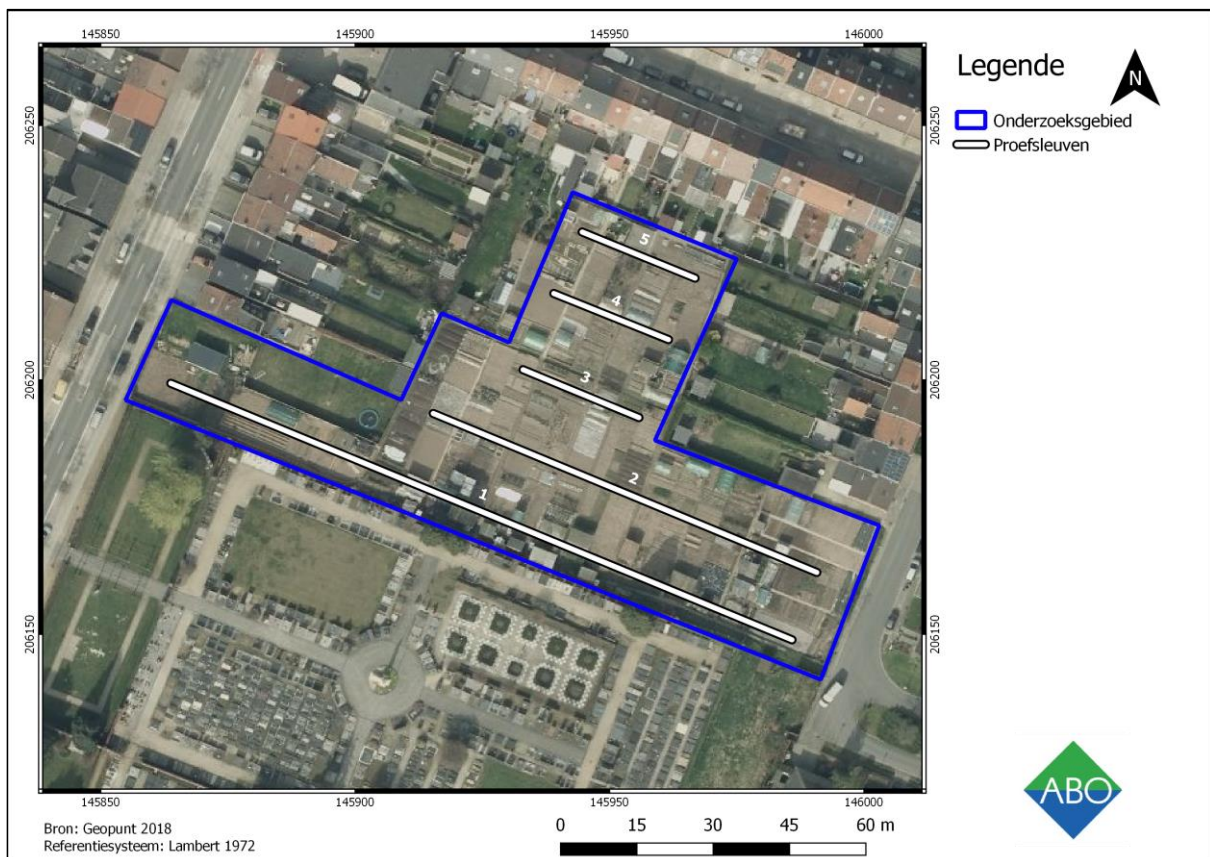 145850 145900 145950 146000
Legende
N
Onderzoeksgebied
Proefsleuven
206250 206250
5
4
206200 206200
3
2
1
206150 206150
145850 145900 145950 146000
ABO
Bron: Geopunt 2018
Referentiesysteem: Lambert 1972
0 15 30 45 60 m